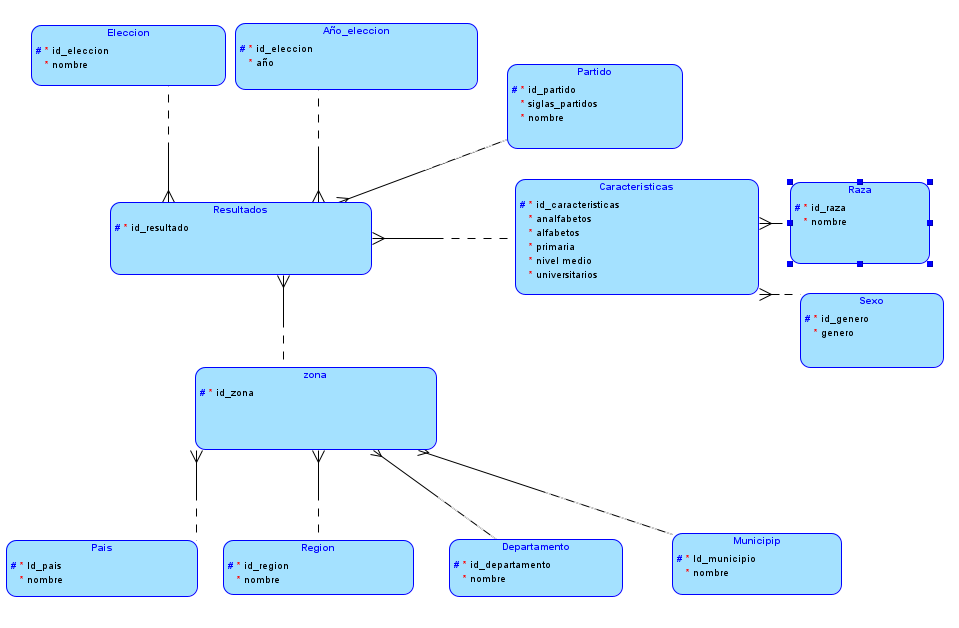 Eleccion
# * id_eleccion
* nombre
Año_eleccion
# * id_eleccion
* año
Partido
# * id_partido
* siglas_partidos
* nombre
Resultados
# * id_resultado
Caracteristicas
# * id_caracteristicas
* analfabetos
* alfabetos
* primaria
* nivel medio
* universitarios
Raza
# * id_raza
* nombre
Sexo
# * id_genero
* genero
zona
# * id_zona
Pais
# * Id_pais
* nombre
Region
# * id_region
* nombre
Departamento
# * id_departamento
* nombre
Municipip
# * Id_municipio
* nombre